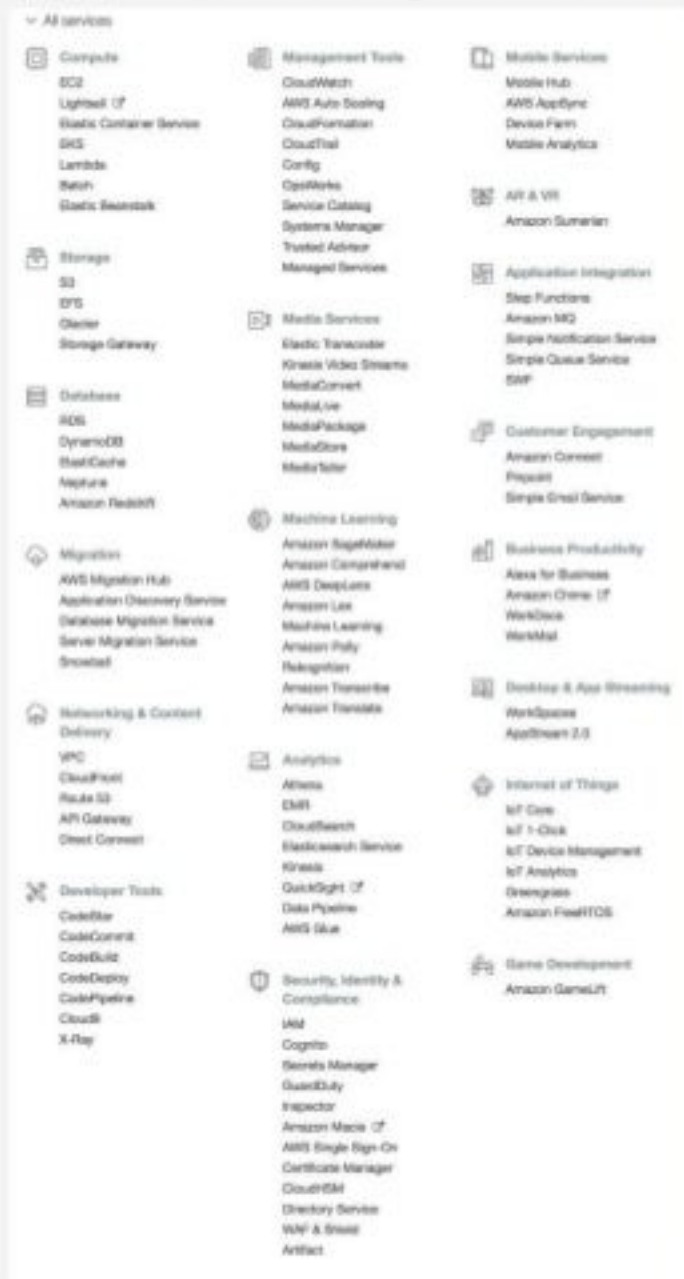 All services
Compute
EC2
Lightsail
Elastic Container Service
EKS
Lambda
Batch
Elastic Beanstalk
Storage
S3
EFS
Glacier
Storage Gateway
Database
RDS
DynamoDB
ElastiCache
Neptune
Amazon Redshift
Migration
AWS Migration Hub
Application Discovery Service
Database Migration Service
Server Migration Service
Snowball
Networking & Content
Delivery
VPC
CloudFront
Route 53
API Gateway
Direct Connect
Developer Tools
CodeStar
CodeCommit
CodeBuild
CodeDeploy
CodePipeline
Cloud9
X-Ray
Management Tools
CloudWatch
AWS Auto Scaling
CloudFormation
CloudTrail
Config
OpsWorks
Service Catalog
Systems Manager
Trusted Advisor
Managed Services
Media Services
Elastic Transcoder
Kinesis Video Streams
MediaConvert
MediaLive
MediaPackage
MediaStore
MediaTailor
Machine Learning
Amazon SageMaker
Amazon Comprehend
AWS DeepLens
Amazon Lex
Machine Learning
Amazon Polly
Rekognition
Amazon Transcribe
Amazon Translate
Analytics
Athena
EMR
CloudSearch
Elasticsearch Service
Kinesis
QuickSight
Data Pipeline
AWS Glue
Security, Identity &
Compliance
IAM
Cognito
Secrets Manager
GuardDuty
Inspector
Amazon Macie
AWS Single Sign-On
Certificate Manager
CloudHSM
Directory Service
WAF & Shield
Artifact
Mobile Services
Mobile Hub
AWS AppSync
Device Farm
Mobile Analytics
AR & VR
Amazon Sumerian
Application Integration
Step Functions
Amazon MQ
Simple Notification Service
Simple Queue Service
SWF
Customer Engagement
Amazon Connect
Pinpoint
Simple Email Service
Business Productivity
Alexa for Business
Amazon Chime
WorkDocs
WorkMail
Desktop & App Streaming
WorkSpaces
AppStream 2.0
Internet of Things
IoT Core
IoT 1-Click
IoT Device Management
IoT Analytics
Greengrass
Amazon FreeRTOS
Game Development
Amazon GameLift